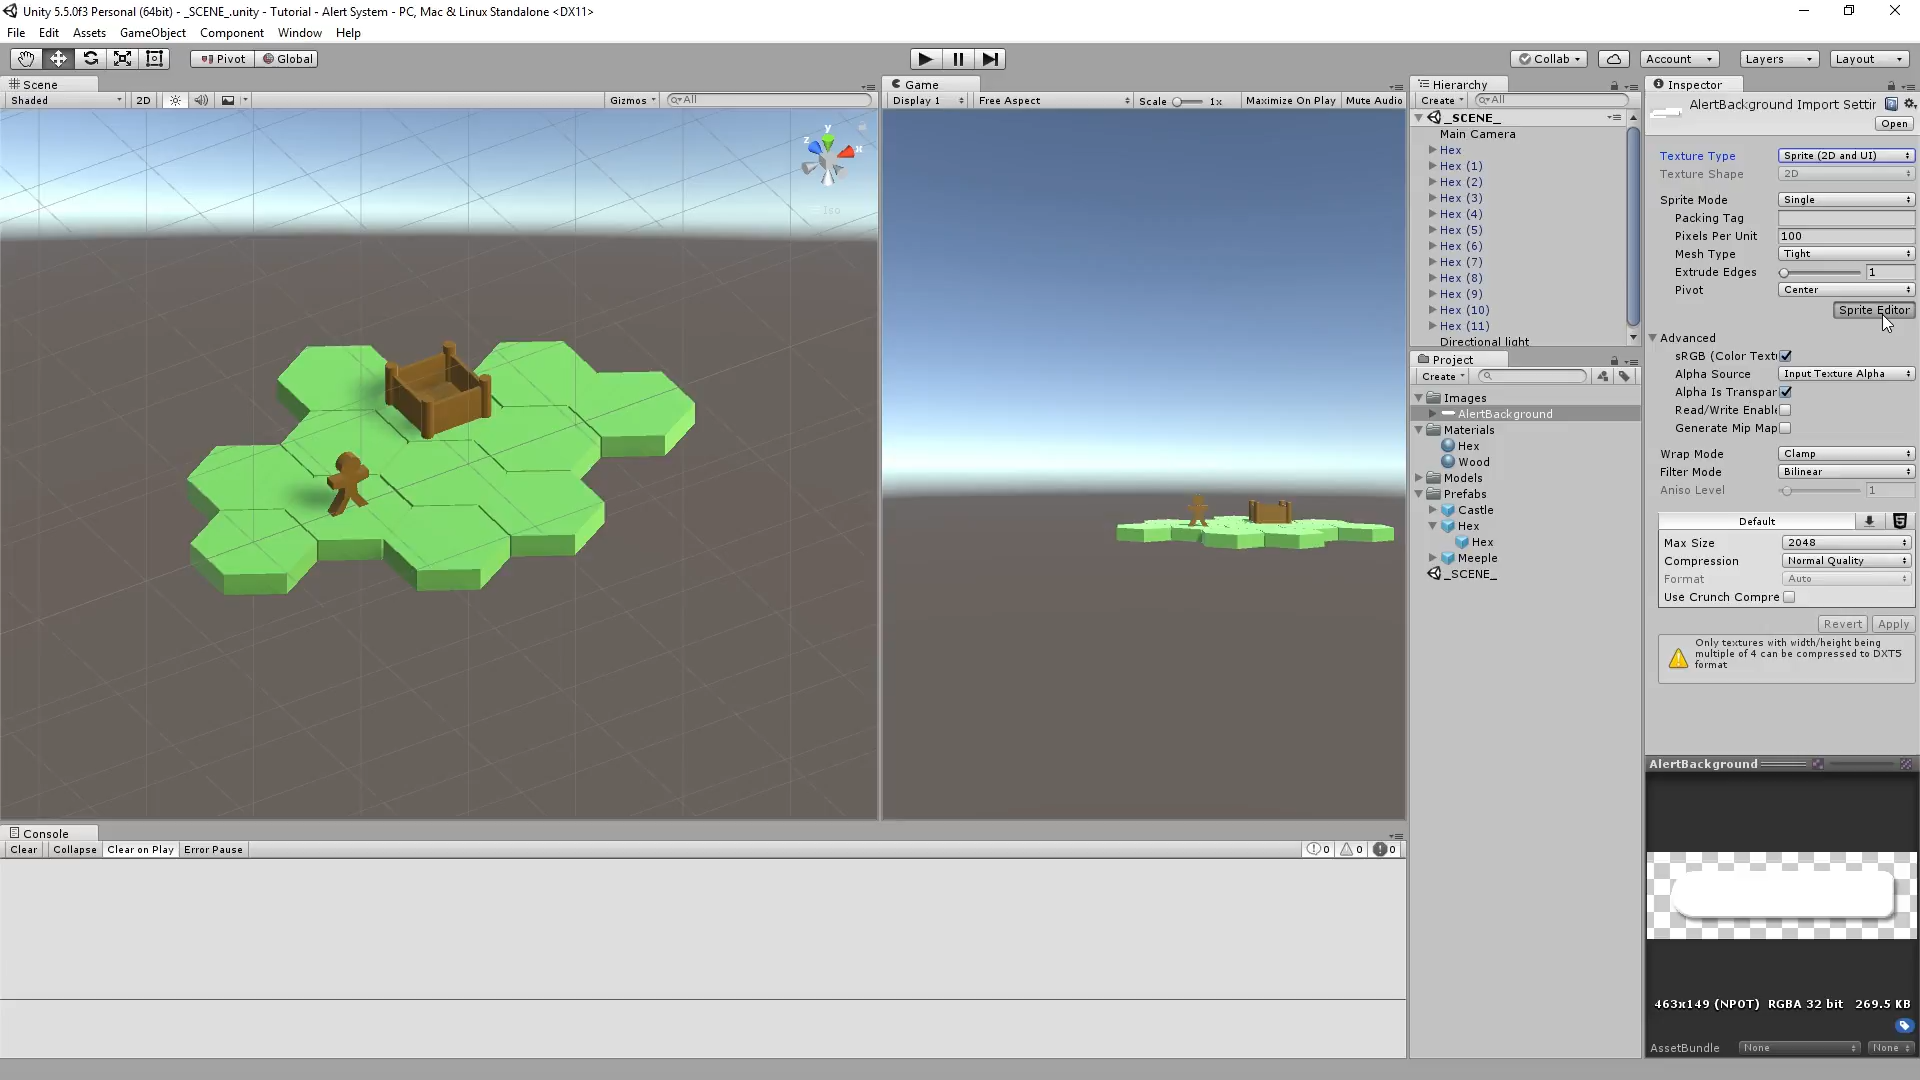 Unity 5.5.0f3 Personal (64bit) - _SCENE_.unity - Tutorial - Alert System - PC, Mac & Linux Standalone <DX11>
File Edit Assets GameObject Component Window Help
Pivot Global Collab Account Layers Layout
Scene
Shaded 2D Gizmos All
y
z x
Iso
Game
Display 1 Free Aspect Scale 1x Maximize On Play Mute Audio
Hierarchy
Create All
_SCENE_
Main Camera
Hex
Hex (1)
Hex (2)
Hex (3)
Hex (4)
Hex (5)
Hex (6)
Hex (7)
Hex (8)
Hex (9)
Hex (10)
Hex (11)
Directional light
Project
Create
Images
AlertBackground
Materials
Hex
Wood
Models
Prefabs
Castle
Hex
Hex
Meeple
_SCENE_
Inspector
AlertBackground Import Settir
Open
Texture Type Sprite (2D and UI)
Texture Shape 2D
Sprite Mode Single
Packing Tag
Pixels Per Unit 100
Mesh Type Tight
Extrude Edges 1
Pivot Center
Sprite Editor
Advanced
sRGB (Color Textu
Alpha Source Input Texture Alpha
Alpha Is Transpar
Read/Write Enable
Generate Mip Map
Wrap Mode Clamp
Filter Mode Bilinear
Aniso Level 1
Default
Max Size 2048
Compression Normal Quality
Format Auto
Use Crunch Compre
Revert Apply
Only textures with width/height being
multiple of 4 can be compressed to DXT5
format
AlertBackground
463x149 (NPOT) RGBA 32 bit 269.5 KB
AssetBundle None None
Console
Clear Collapse Clear on Play Error Pause 0 0 0